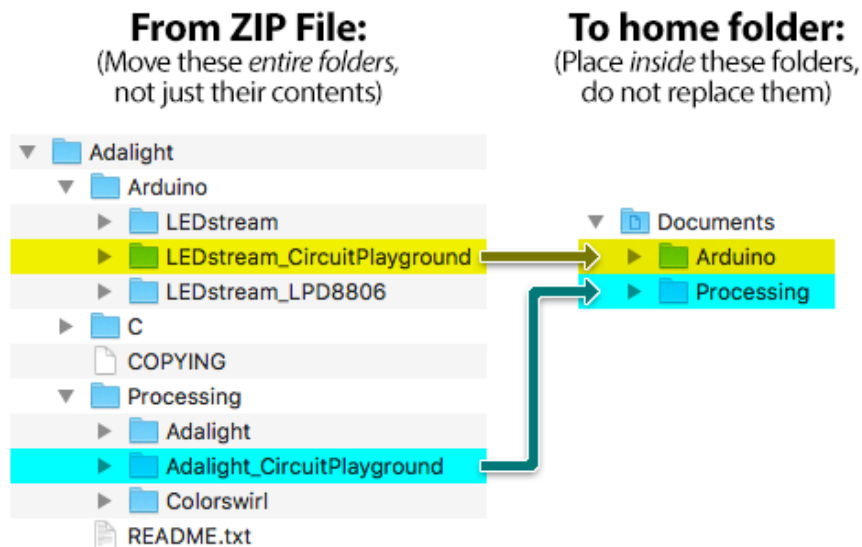 From ZIP File:
(Move these entire folders,
not just their contents)
To home folder:
(Place inside these folders,
do not replace them)
Adalight
Arduino
LEDstream
LEDstream_CircuitPlayground
LEDstream_LPD8806
C
COPYING
Processing
Adalight
Adalight_CircuitPlayground
Colorswirl
README.txt
Documents
Arduino
Processing